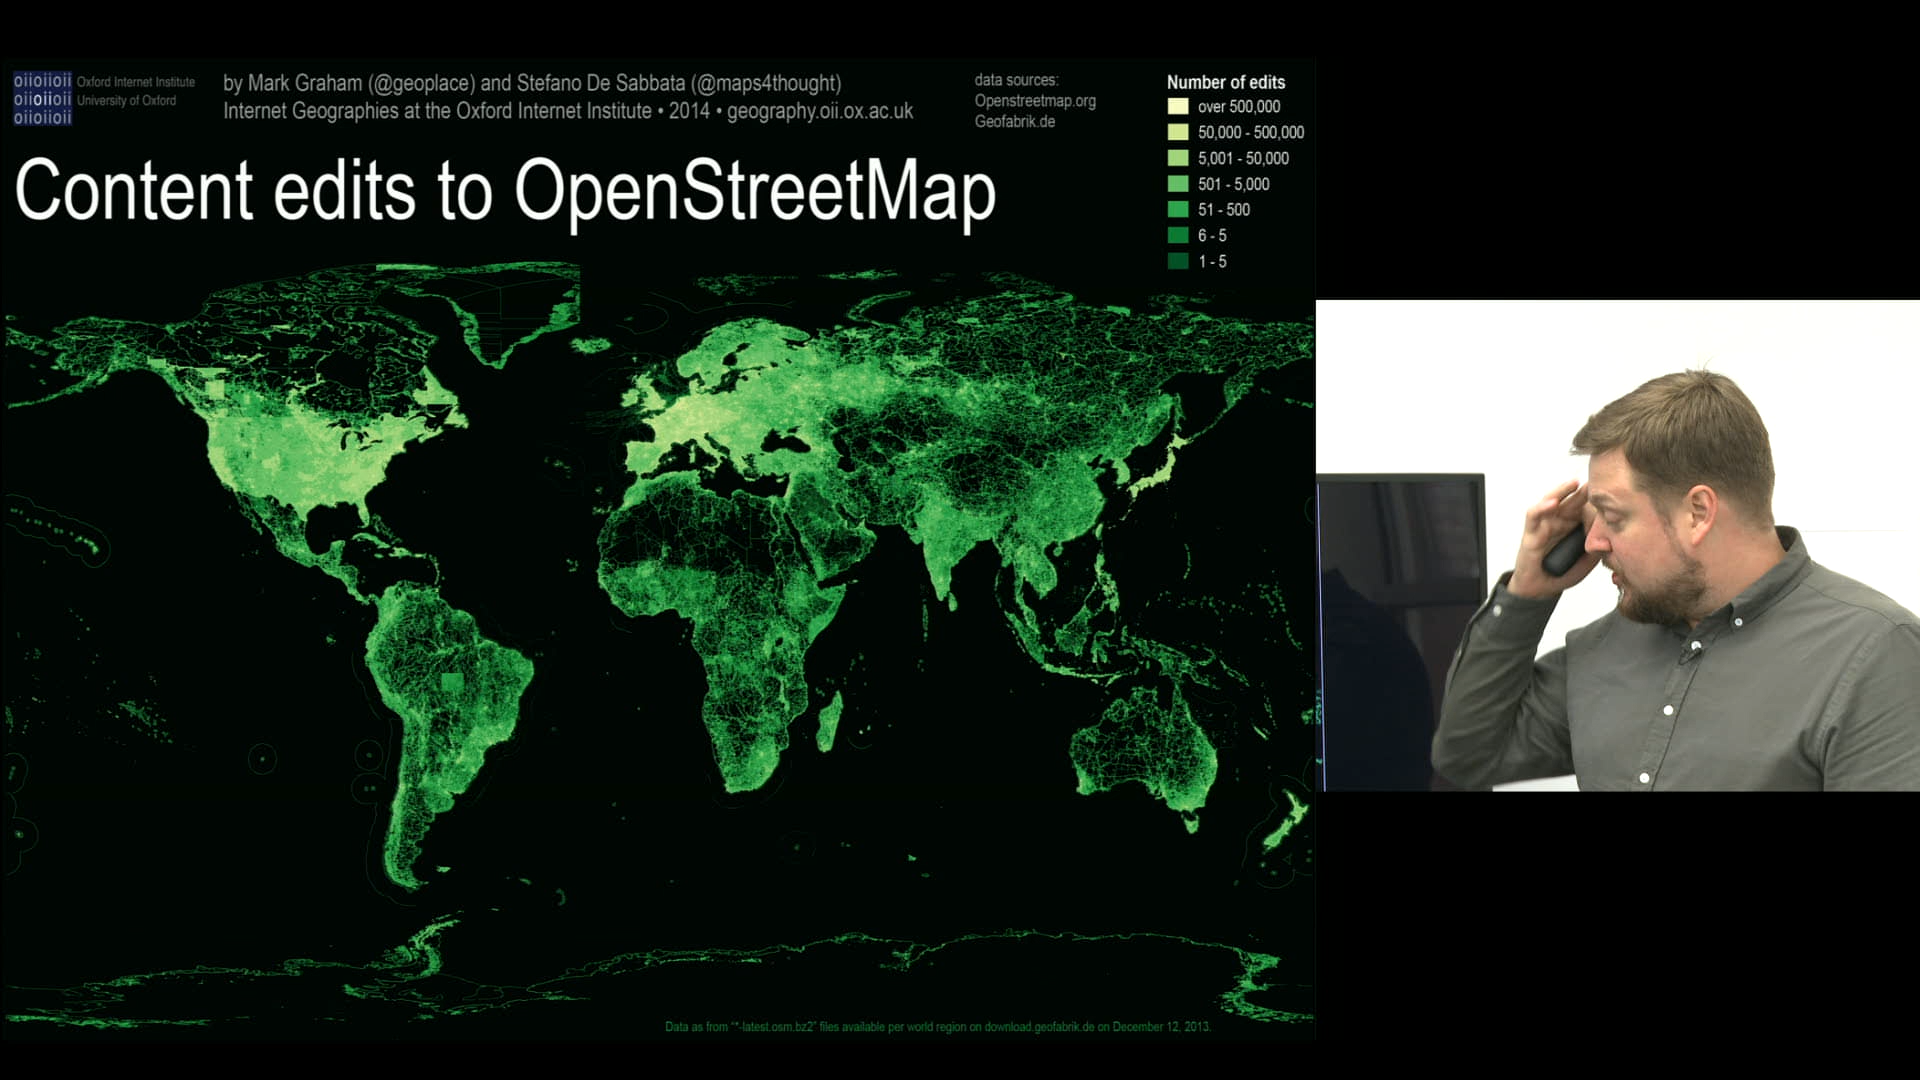 oiioiioii
oiioiioii
oiioiioii
Oxford Internet Institute
University of Oxford
by Mark Graham (@geoplace) and Stefano De Sabbata (@maps4thought)
Internet Geographies at the Oxford Internet Institute • 2014 • geography.oii.ox.ac.uk
data sources:
Openstreetmap.org
Geofabrik.de
Number of edits
over 500,000
50,000 - 500,000
5,001 - 50,000
501 - 5,000
51 - 500
6 - 5
1 - 5
Content edits to OpenStreetMap
Data as from "*-latest.osm.bz2" files available per world region on download.geofabrik.de on December 12, 2013.